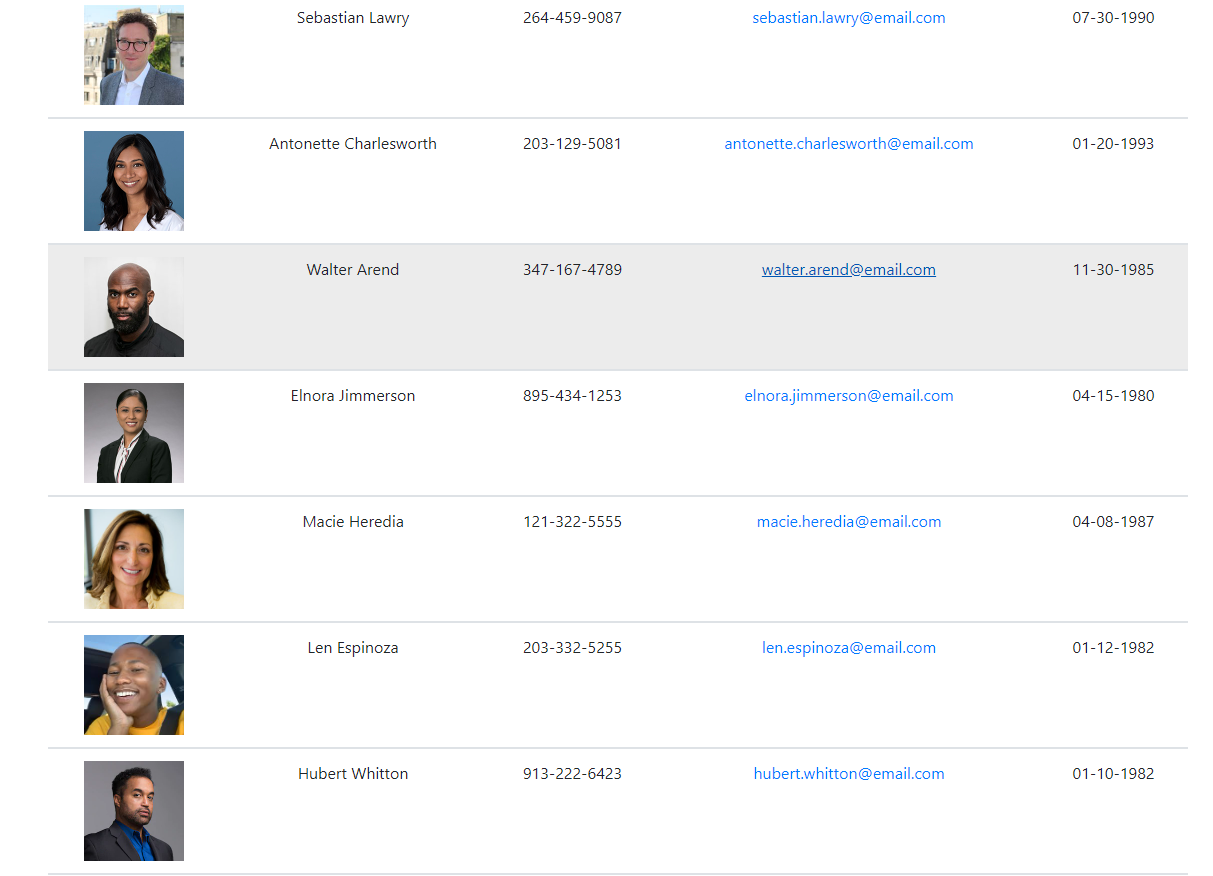 Sebastian Lawry 264-459-9087 sebastian.lawry@email.com 07-30-1990
Antonette Charlesworth 203-129-5081 antonette.charlesworth@email.com 01-20-1993
Walter Arend 347-167-4789 walter.arend@email.com 11-30-1985
Elnora Jimmerson 895-434-1253 elnora.jimmerson@email.com 04-15-1980
Macie Heredia 121-322-5555 macie.heredia@email.com 04-08-1987
Len Espinoza 203-332-5255 len.espinoza@email.com 01-12-1982
Hubert Whitton 913-222-6423 hubert.whitton@email.com 01-10-1982